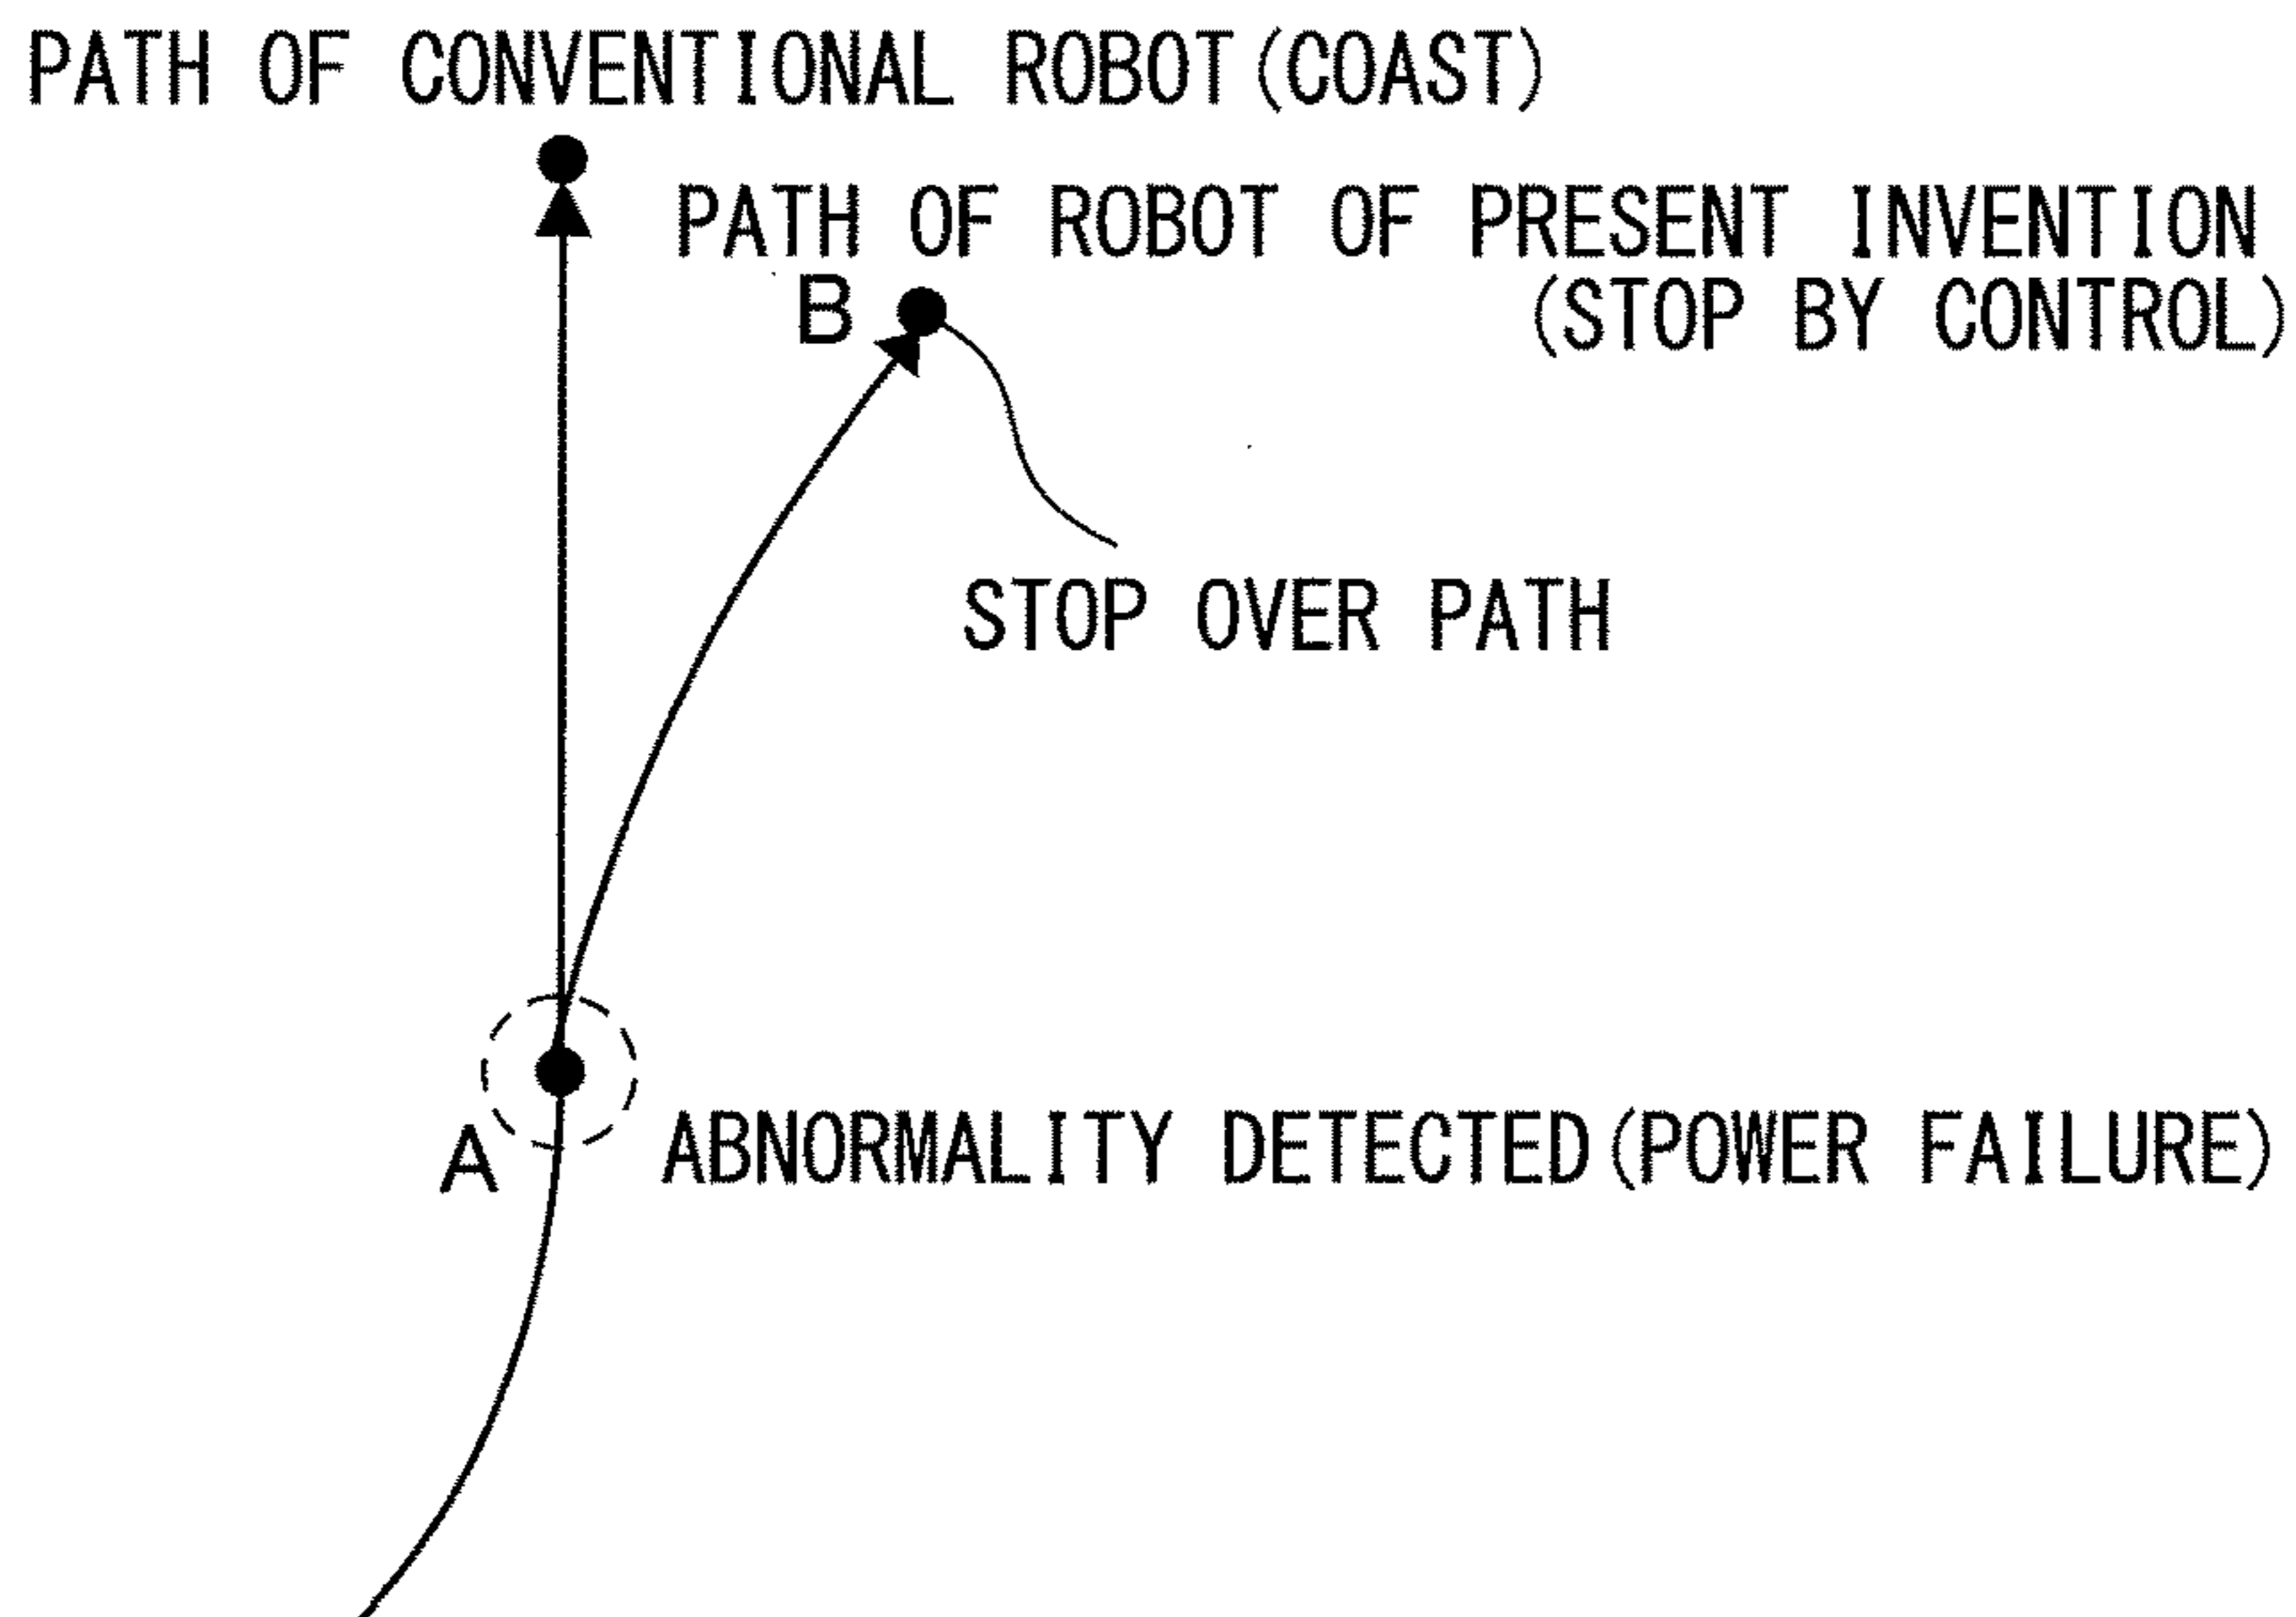 PATH OF CONVENTIONAL ROBOT(COAST)
PATH OF ROBOT OF PRESENT INVENTION
(STOP BY CONTROL)
B
STOP OVER PATH
A
ABNORMALITY DETECTED(POWER FAILURE)